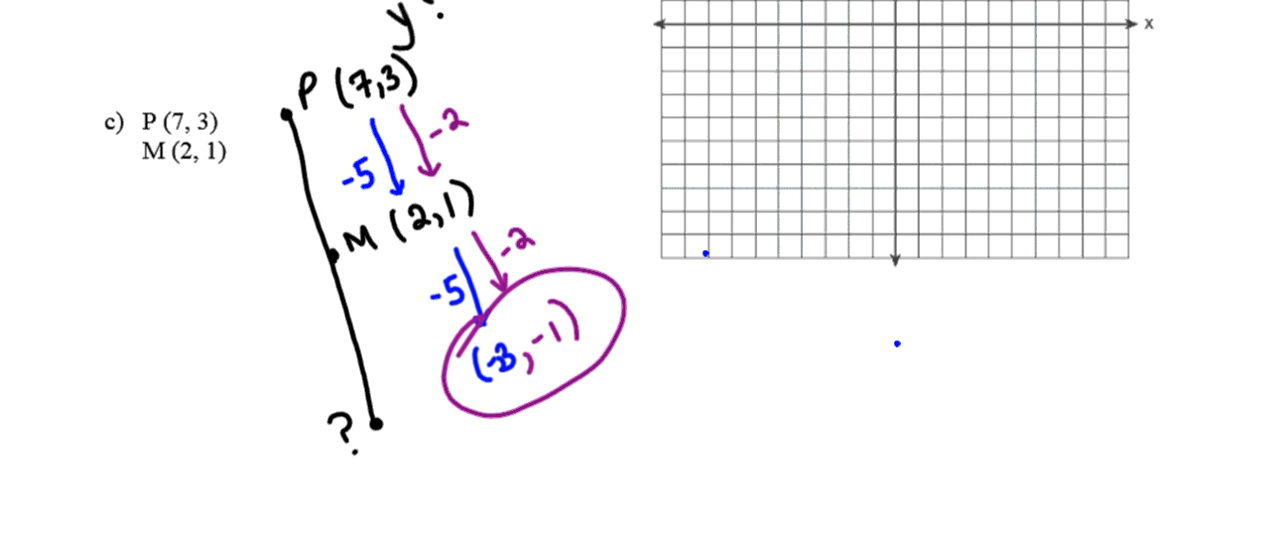 y?
x
P (7,3)
c) P (7, 3)
M (2, 1)
-2
-5
M (2,1)
-2
-5
(-3,-1)
?